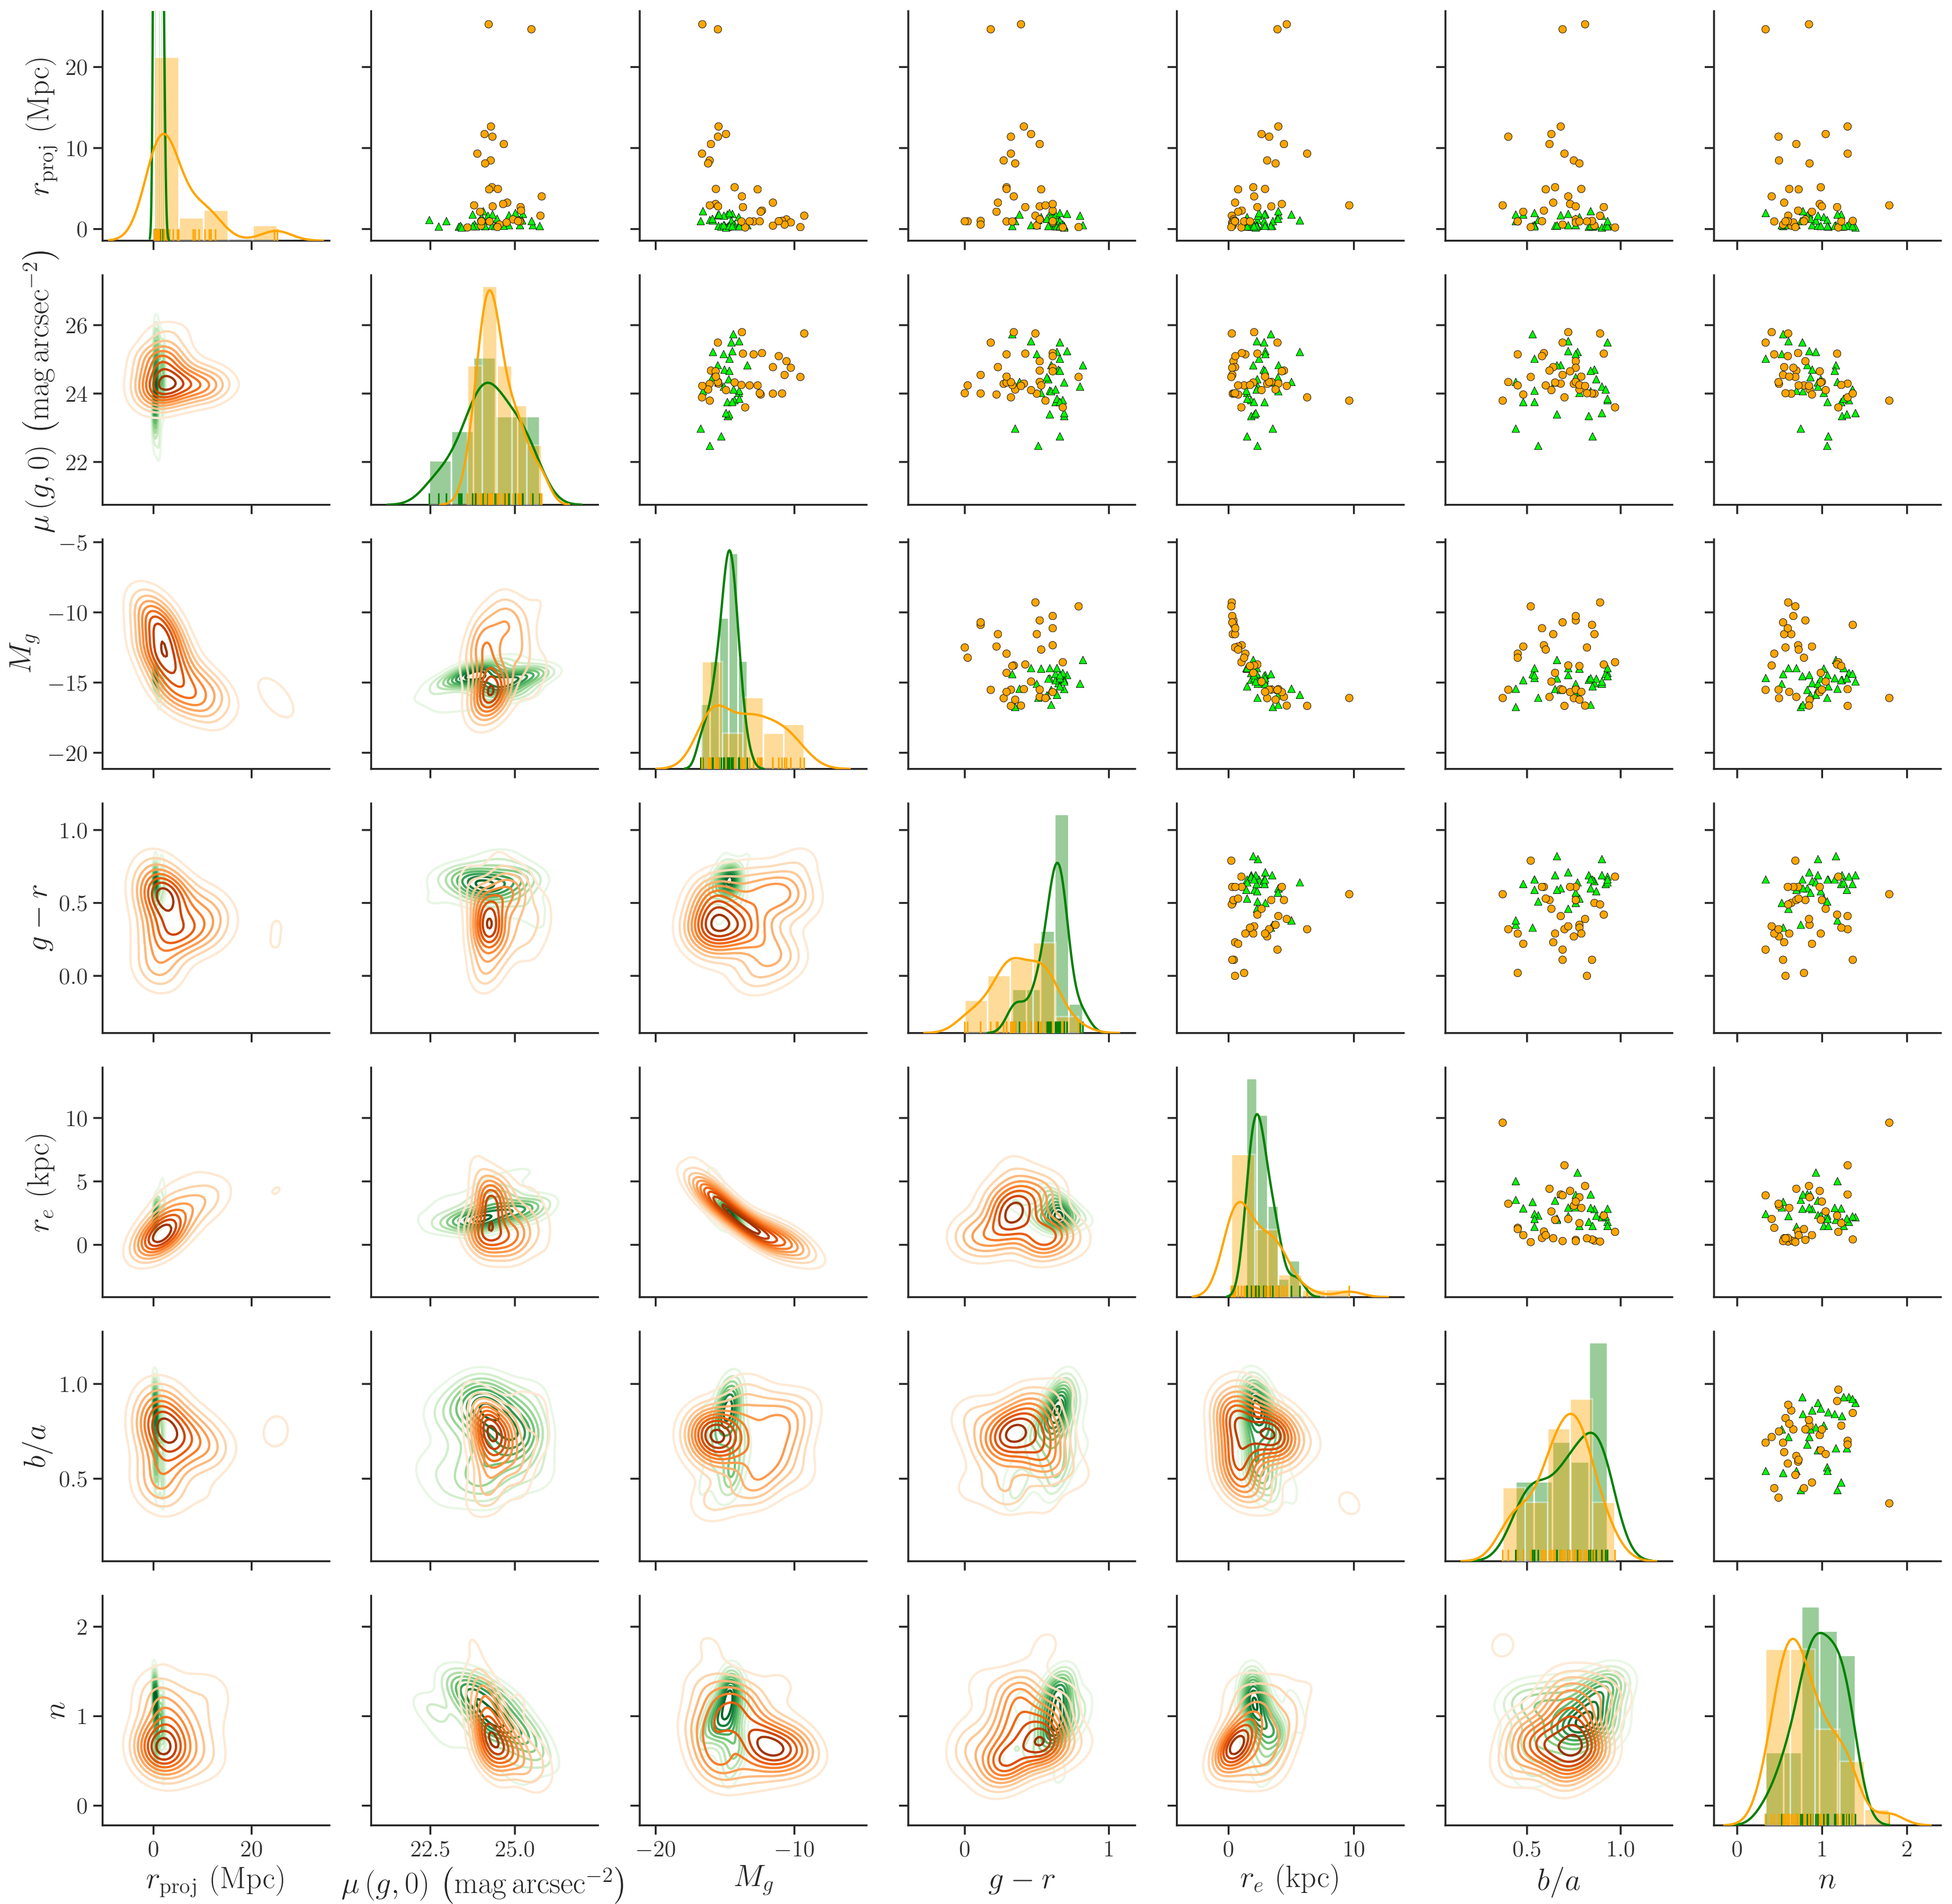 r_proj (Mpc)
20
10
0
μ(g, 0) (mag arcsec⁻²)
26
24
22
M_g
−5
−10
−15
−20
g − r
1.0
0.5
0.0
r_e (kpc)
10
5
0
b/a
1.0
0.5
n
2
1
0
0 20 22.5 25.0 −20 −10 0 1 0 10 0.5 1.0 0 1 2
r_proj (Mpc) μ(g, 0) (mag arcsec⁻²) M_g g − r r_e (kpc) b/a n